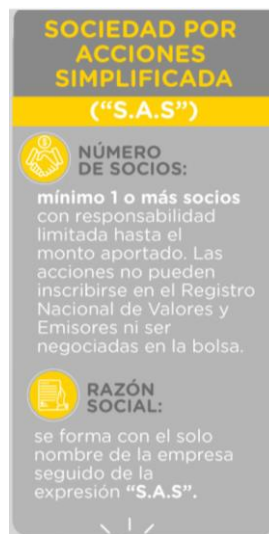 SOCIEDAD POR
ACCIONES
SIMPLIFICADA
(“S.A.S”)
NÚMERO
DE SOCIOS:
mínimo 1 o más socios
con responsabilidad
limitada hasta el
monto aportado. Las
acciones no pueden
inscribirse en el Registro
Nacional de Valores y
Emisores ni ser
negociadas en la bolsa.
RAZÓN
SOCIAL:
se forma con el solo
nombre de la empresa
seguido de la
expresión “S.A.S”.